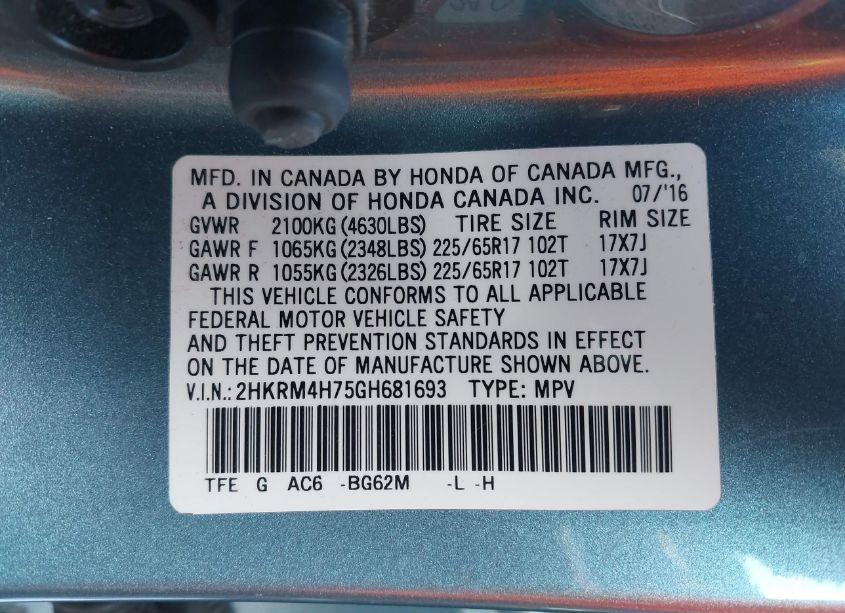 MFD. IN CANADA BY HONDA OF CANADA MFG.,
A DIVISION OF HONDA CANADA INC. 07/'16
GVWR 2100KG (4630LBS) TIRE SIZE RIM SIZE
GAWR F 1065KG (2348LBS) 225/65R17 102T 17X7J
GAWR R 1055KG (2326LBS) 225/65R17 102T 17X7J
THIS VEHICLE CONFORMS TO ALL APPLICABLE
FEDERAL MOTOR VEHICLE SAFETY
AND THEFT PREVENTION STANDARDS IN EFFECT
ON THE DATE OF MANUFACTURE SHOWN ABOVE.
V.I.N.: 2HKRM4H75GH681693 TYPE: MPV
TFE G AC6 -BG62M -L -H